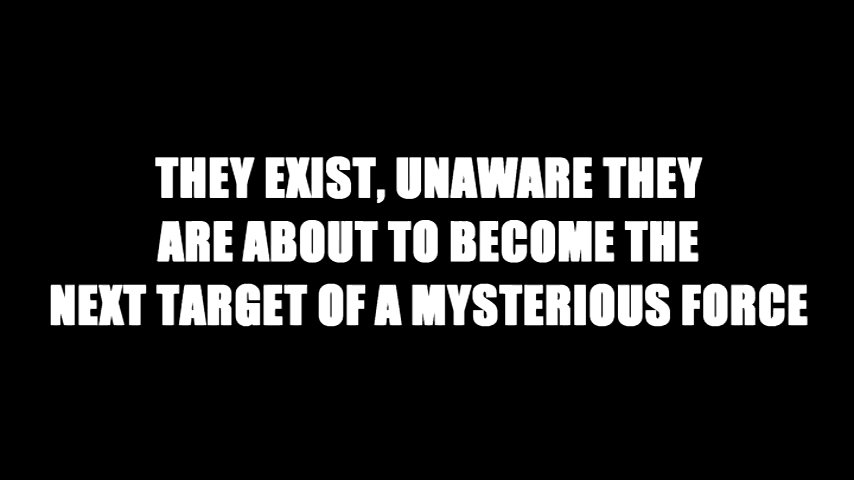 THEY EXIST, UNAWARE THEY
ARE ABOUT TO BECOME THE
NEXT TARGET OF A MYSTERIOUS FORCE